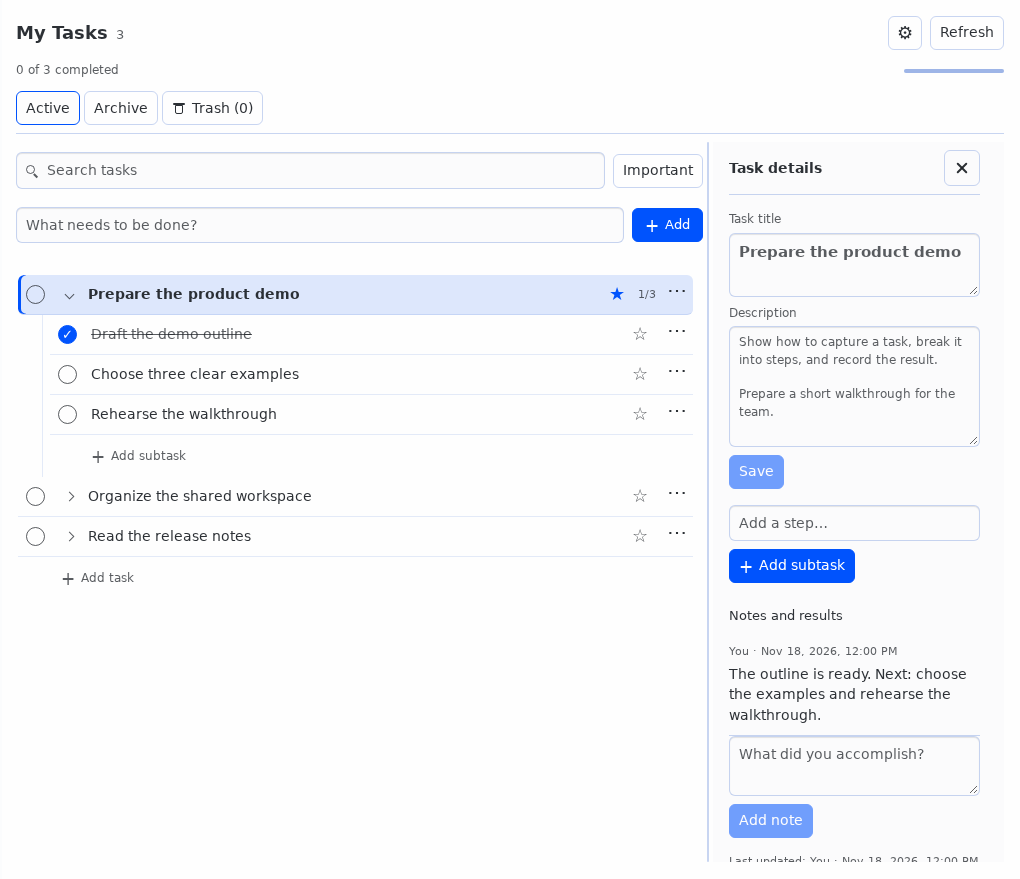 My Tasks 3
Refresh
0 of 3 completed
Active
Archive
Trash (0)
Search tasks
Important
What needs to be done?
+ Add
Prepare the product demo
1/3
Draft the demo outline
Choose three clear examples
Rehearse the walkthrough
+ Add subtask
Organize the shared workspace
Read the release notes
+ Add task
Task details
Task title
Prepare the product demo
Description
Show how to capture a task, break it
into steps, and record the result.
Prepare a short walkthrough for the
team.
Save
Add a step...
+ Add subtask
Notes and results
You · Nov 18, 2026, 12:00 PM
The outline is ready. Next: choose
the examples and rehearse the
walkthrough.
What did you accomplish?
Add note
Last updated: You · Nov 18, 2026, 12:00 PM